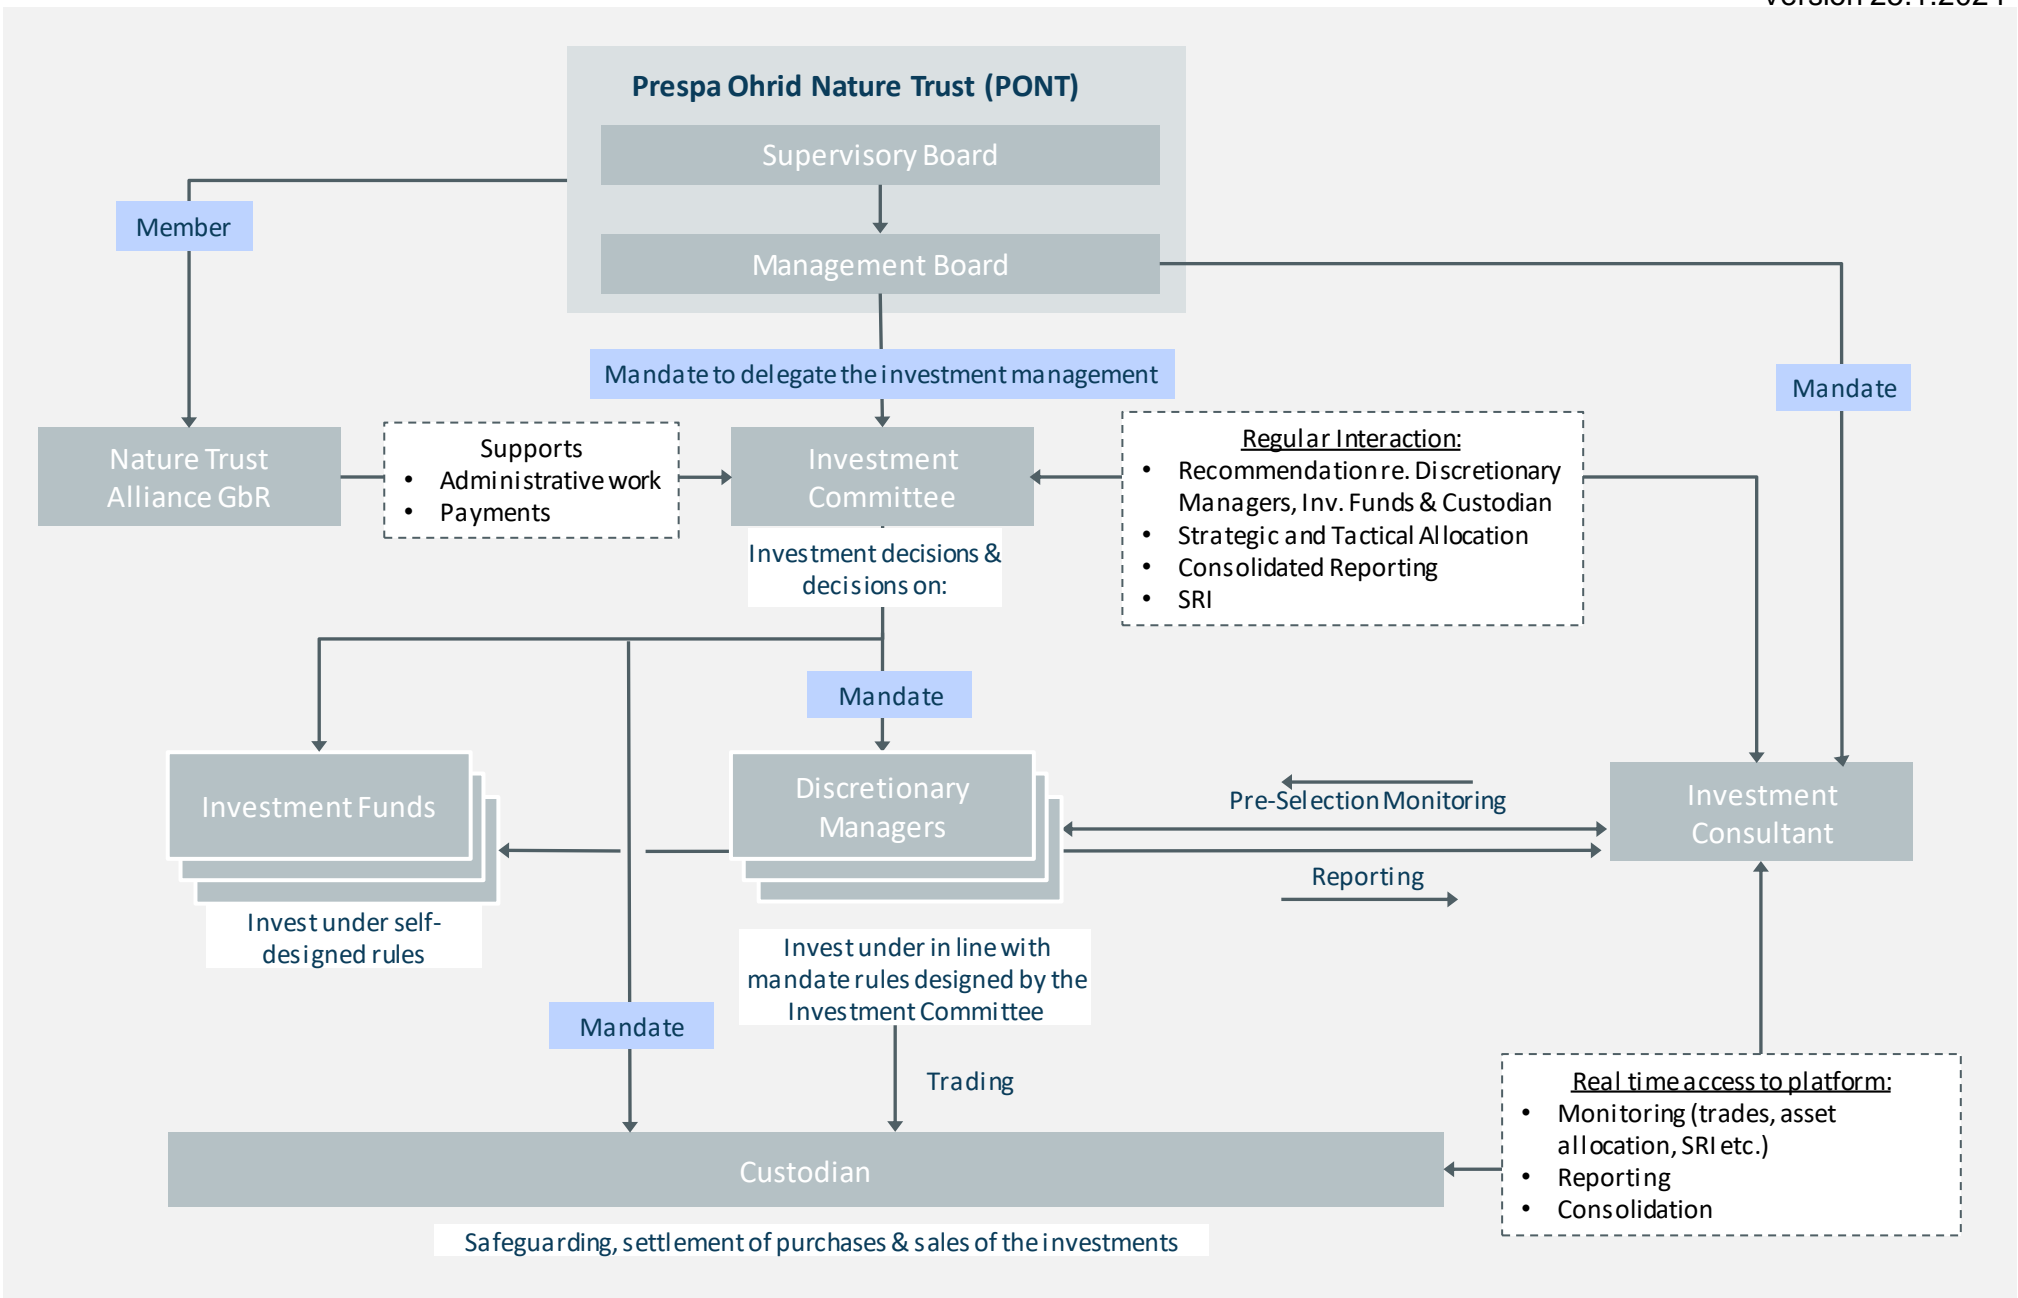 Prespa Ohrid Nature Trust (PONT)
Supervisory Board
Member
Management Board
Mandate to delegate the investment management
Mandate
Nature Trust
Alliance GbR
Supports
• Administrative work
• Payments
Investment
Committee
Regular Interaction:
• Recommendation re. Discretionary
Managers, Inv. Funds & Custodian
• Strategic and Tactical Allocation
• Consolidated Reporting
• SRI
Investment decisions &
decisions on:
Mandate
Investment Funds
Discretionary
Managers
Pre-Selection Monitoring
Reporting
Investment
Consultant
Invest under self-
designed rules
Invest under in line with
mandate rules designed by the
Investment Committee
Mandate
Trading
Real time access to platform:
• Monitoring (trades, asset
allocation, SRI etc.)
• Reporting
• Consolidation
Custodian
Safeguarding, settlement of purchases & sales of the investments